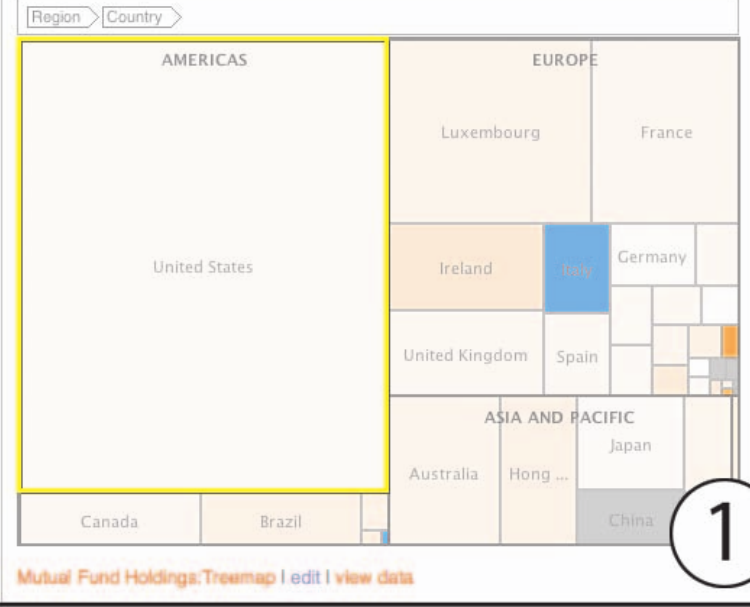 Region Country
AMERICAS
EUROPE
Luxembourg
France
United States
Ireland
Italy
Germany
United Kingdom
Spain
ASIA AND PACIFIC
Japan
Australia
Hong ...
Canada
Brazil
China
1
Mutual Fund Holdings:Treemap | edit | view data